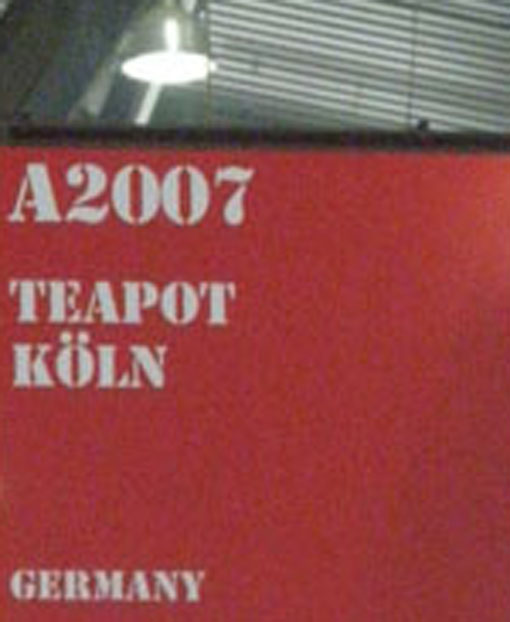 A2007
TEAPOT
KÖLN
GERMANY